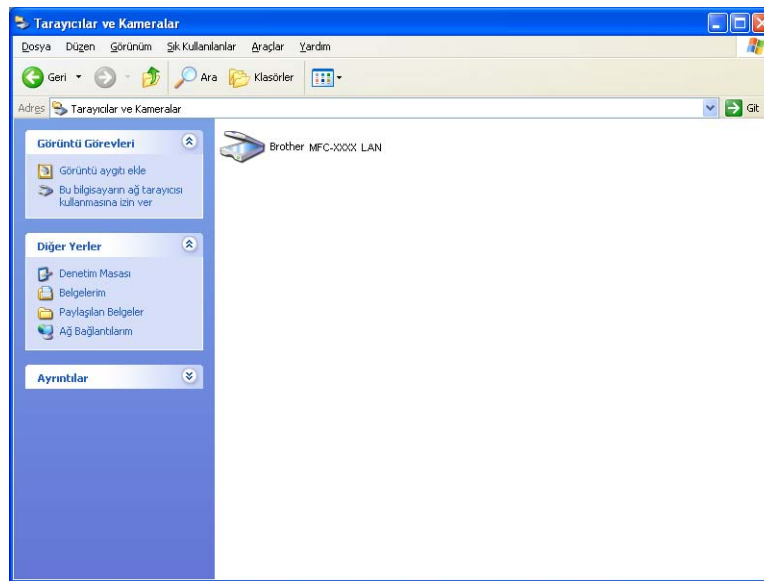 Tarayıcılar ve Kameralar
Dosya Düzen Görünüm Sık Kullanılanlar Araçlar Yardım
Geri Ara Klasörler
Adres Tarayıcılar ve Kameralar Git
Görüntü Görevleri
Görüntü aygıtı ekle
Bu bilgisayarın ağ tarayıcısı
kullanmasına izin ver
Diğer Yerler
Denetim Masası
Belgelerim
Paylaşılan Belgeler
Ağ Bağlantılarım
Ayrıntılar
Brother MFC-XXXX LAN